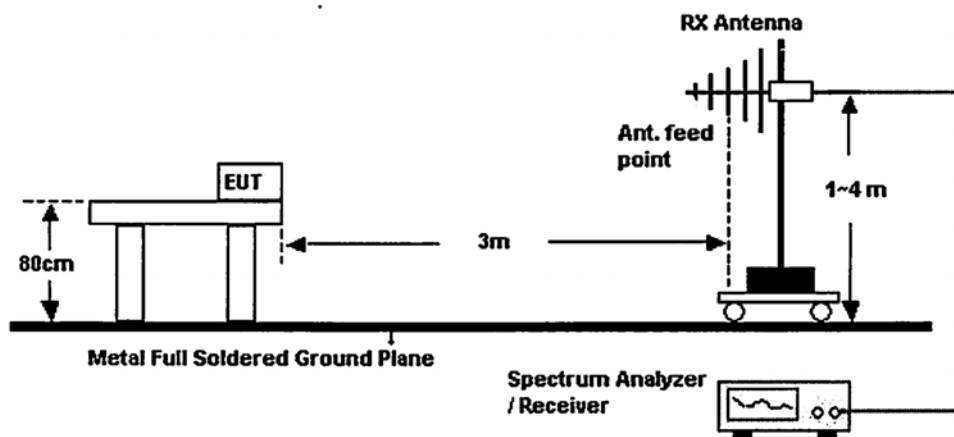 RX Antenna
Ant. feed
point
EUT
1~4 m
3m
80cm
Metal Full Soldered Ground Plane
Spectrum Analyzer
/ Receiver